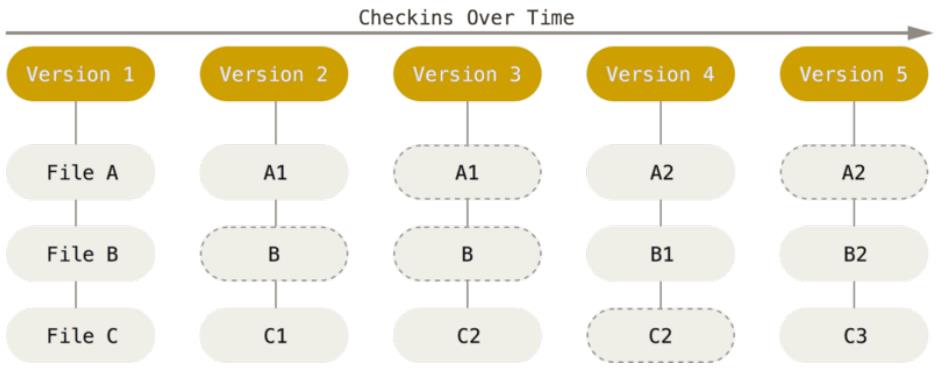 Checkins Over Time
Version 1 Version 2 Version 3 Version 4 Version 5
File A A1 A1 A2 A2
File B B B B1 B2
File C C1 C2 C2 C3